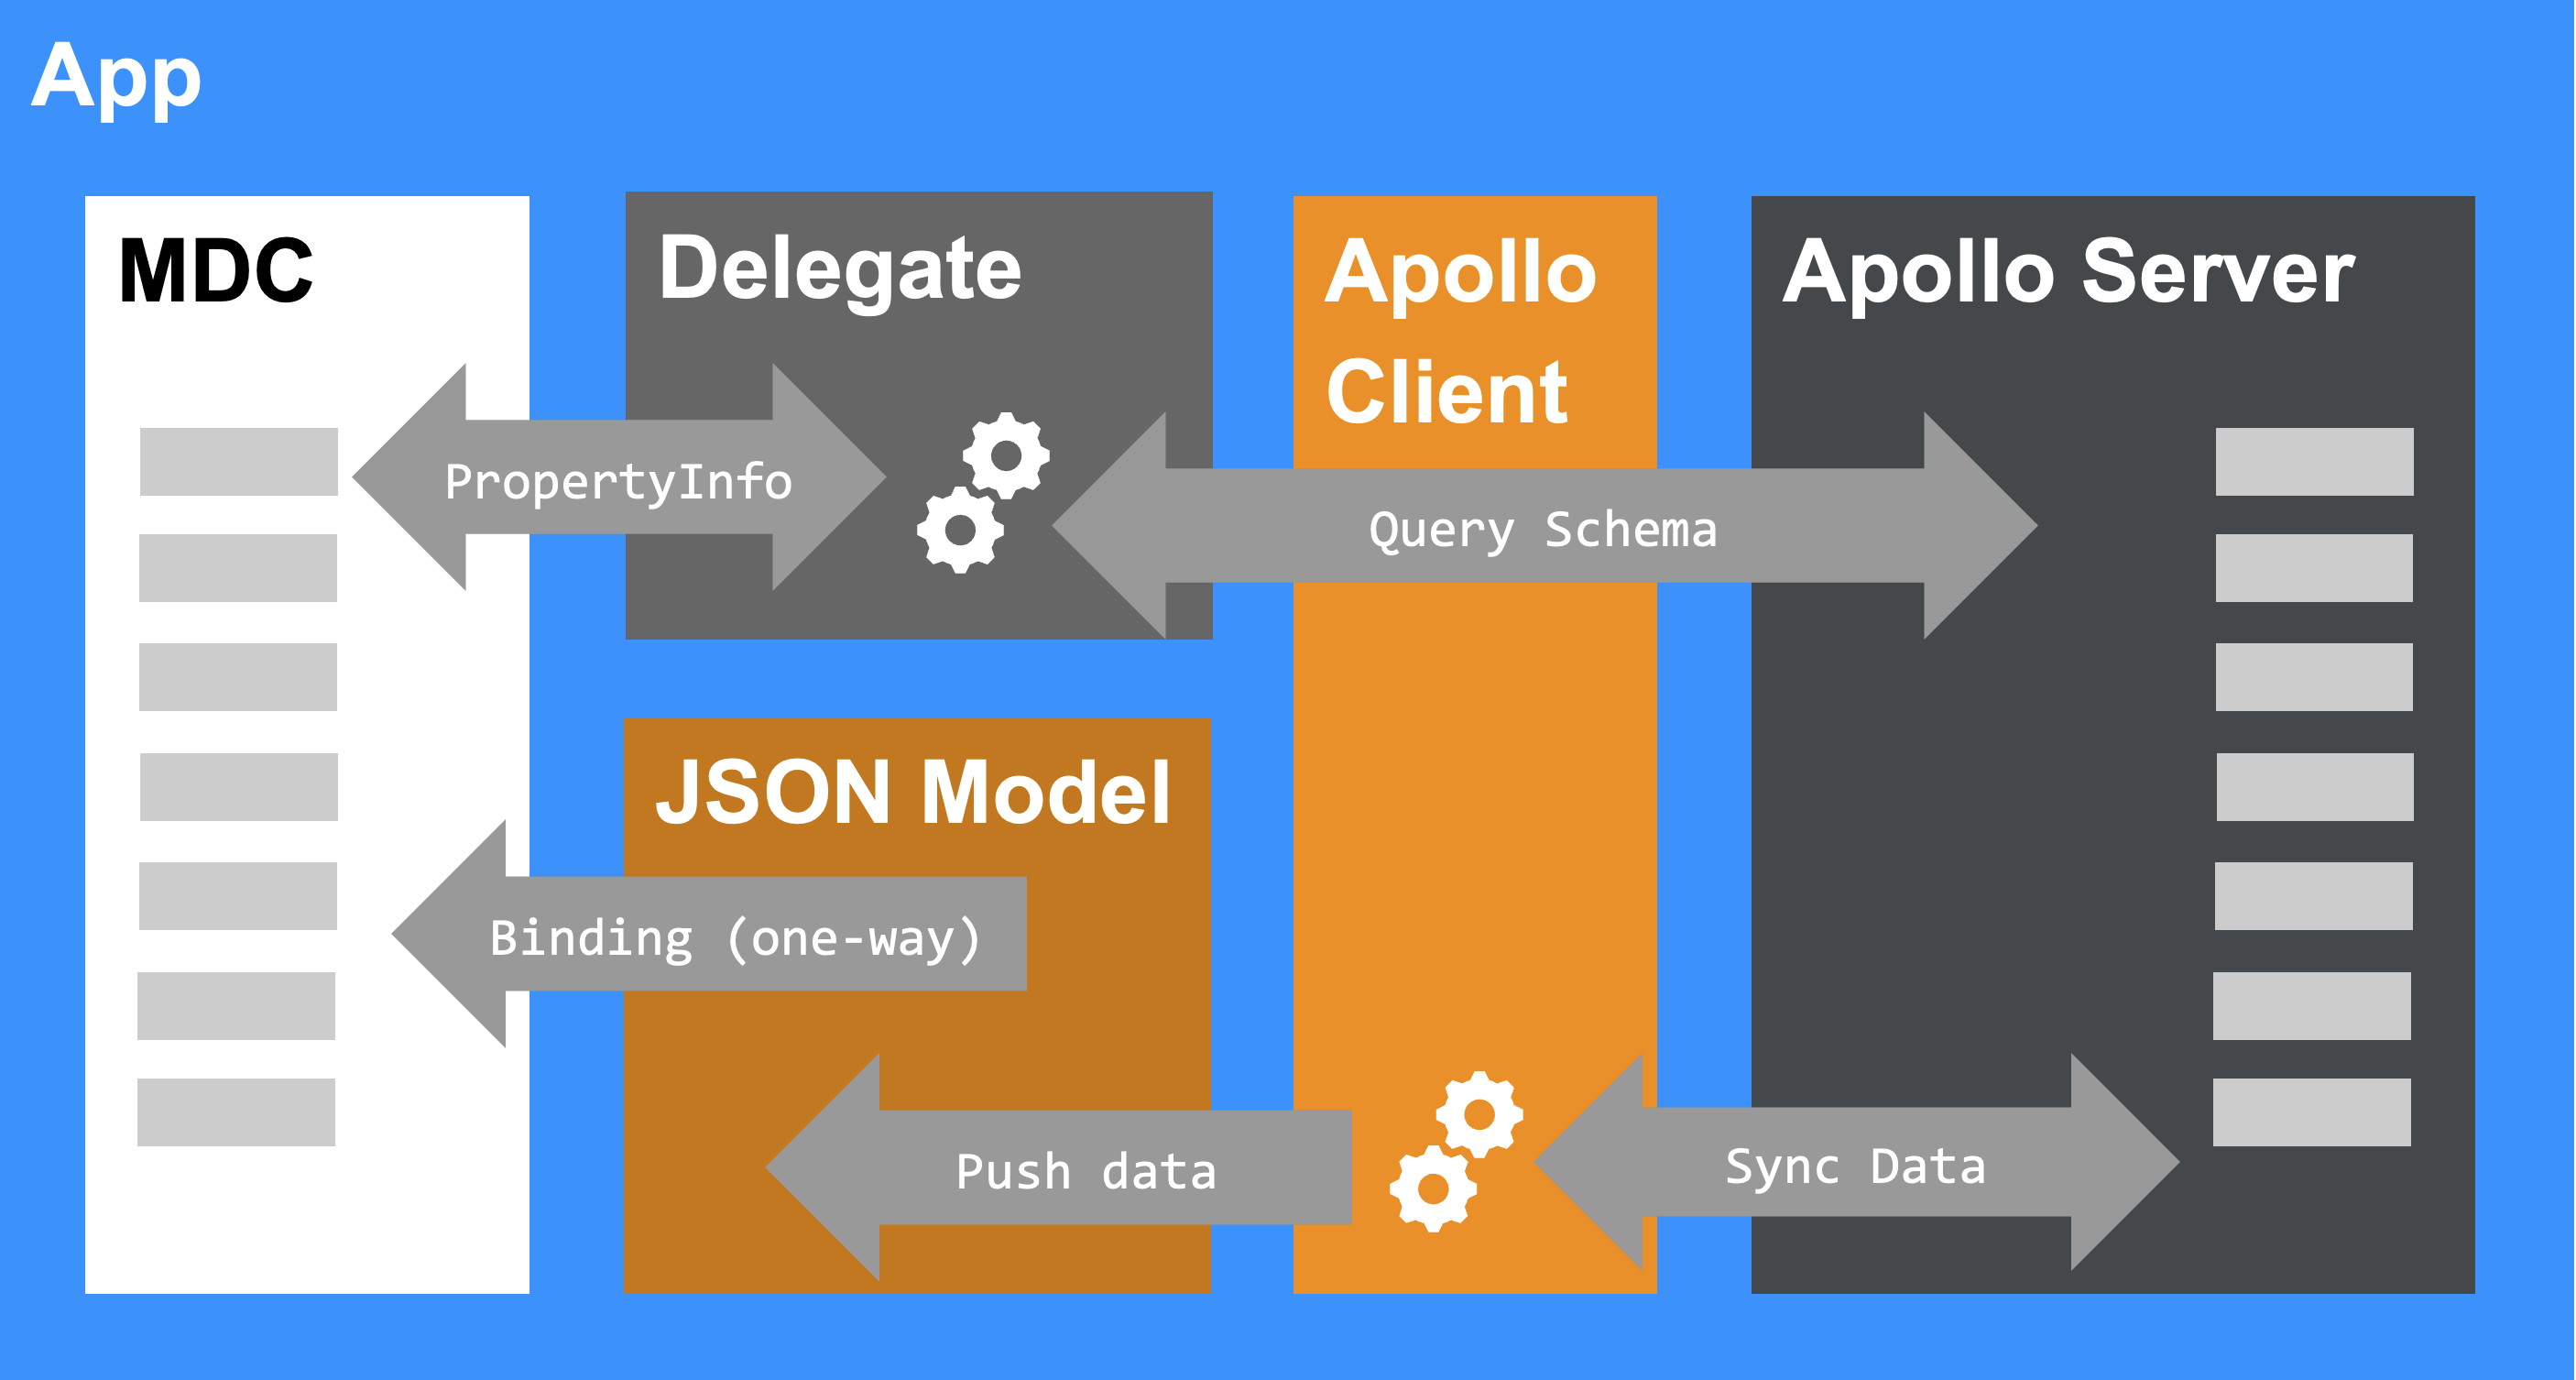 App
MDC
Delegate
Apollo
Client
Apollo Server
PropertyInfo
Query Schema
JSON Model
Binding (one-way)
Push data
Sync Data